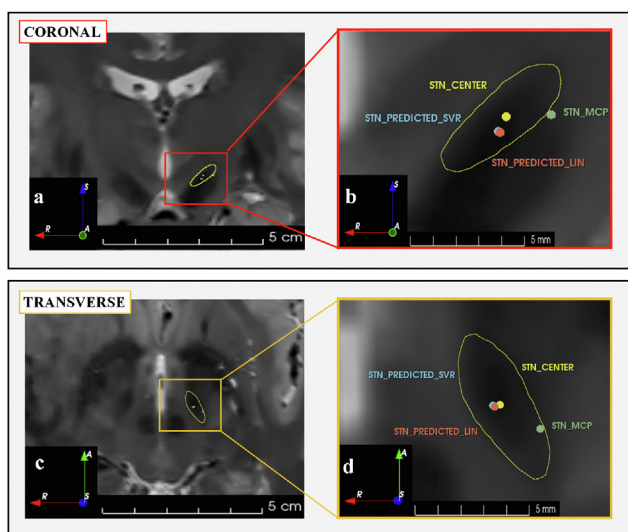 CORONAL
a
S
R
A
5 cm
STN_CENTER
STN_PREDICTED_SVR
STN_MCP
STN_PREDICTED_LIN
b
S
R
A
5 mm
TRANSVERSE
c
A
R
S
5 cm
STN_PREDICTED_SVR
STN_CENTER
STN_PREDICTED_LIN
STN_MCP
d
A
R
S
5 mm